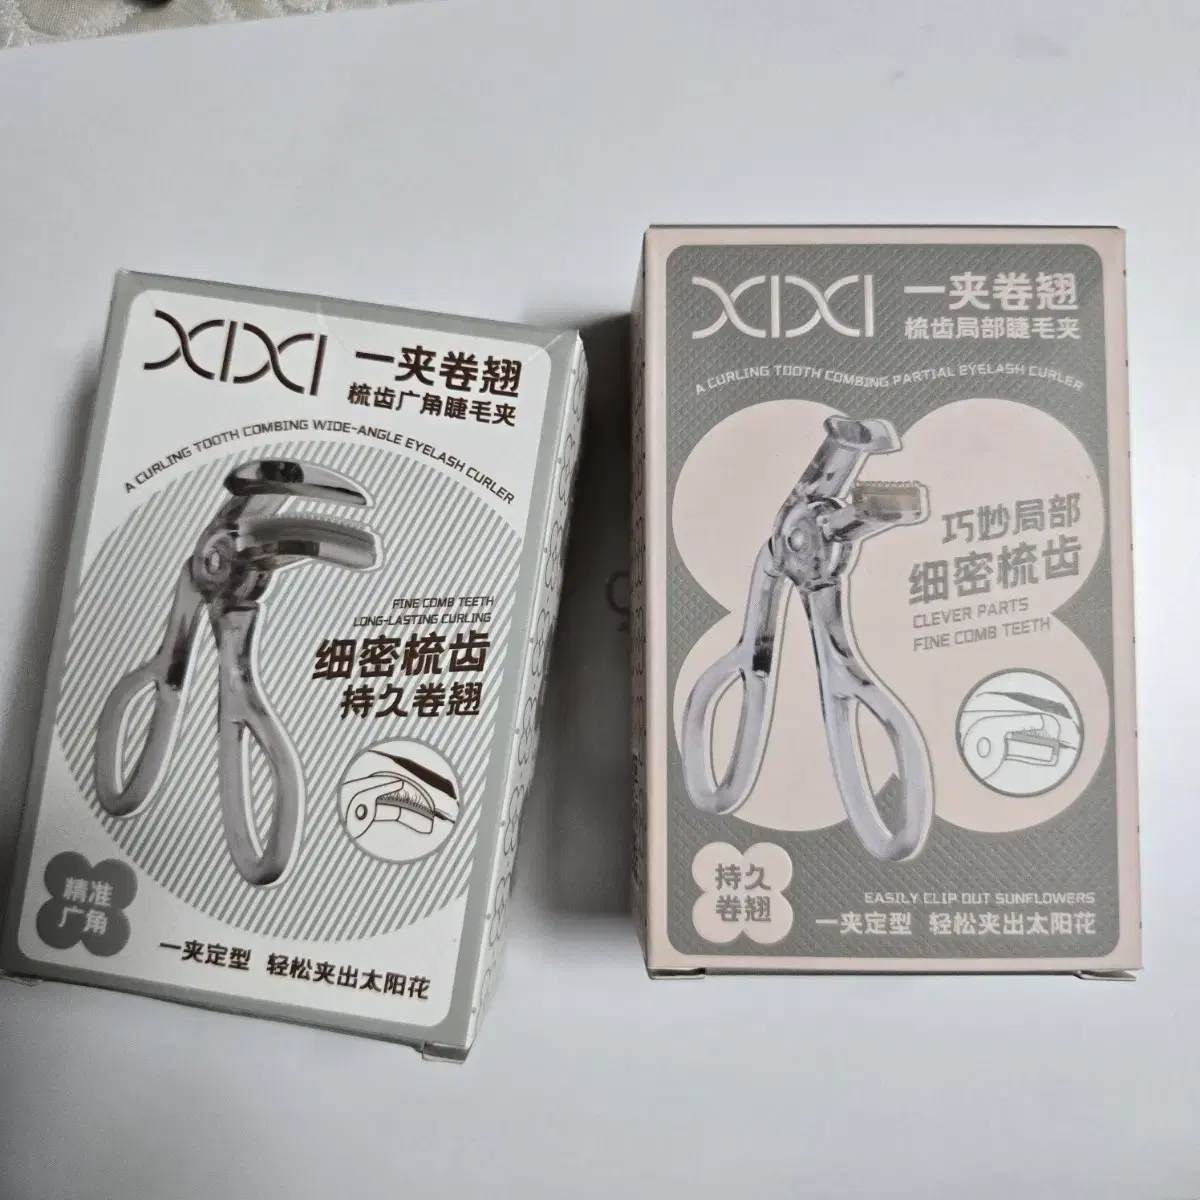 XIXI
一夹卷翘
梳齿广角睫毛夹
A CURLING TOOTH COMBING WIDE-ANGLE EYELASH CURLER
FINE COMB TEETH
LONG-LASTING CURLING
细密梳齿
持久卷翘
精准
广角
一夹定型 轻松夹出太阳花
XIXI
一夹卷翘
梳齿局部睫毛夹
A CURLING TOOTH COMBING PARTIAL EYELASH CURLER
巧妙局部
细密梳齿
CLEVER PARTS
FINE COMB TEETH
持久
卷翘
EASILY CLIP OUT SUNFLOWERS
一夹定型 轻松夹出太阳花